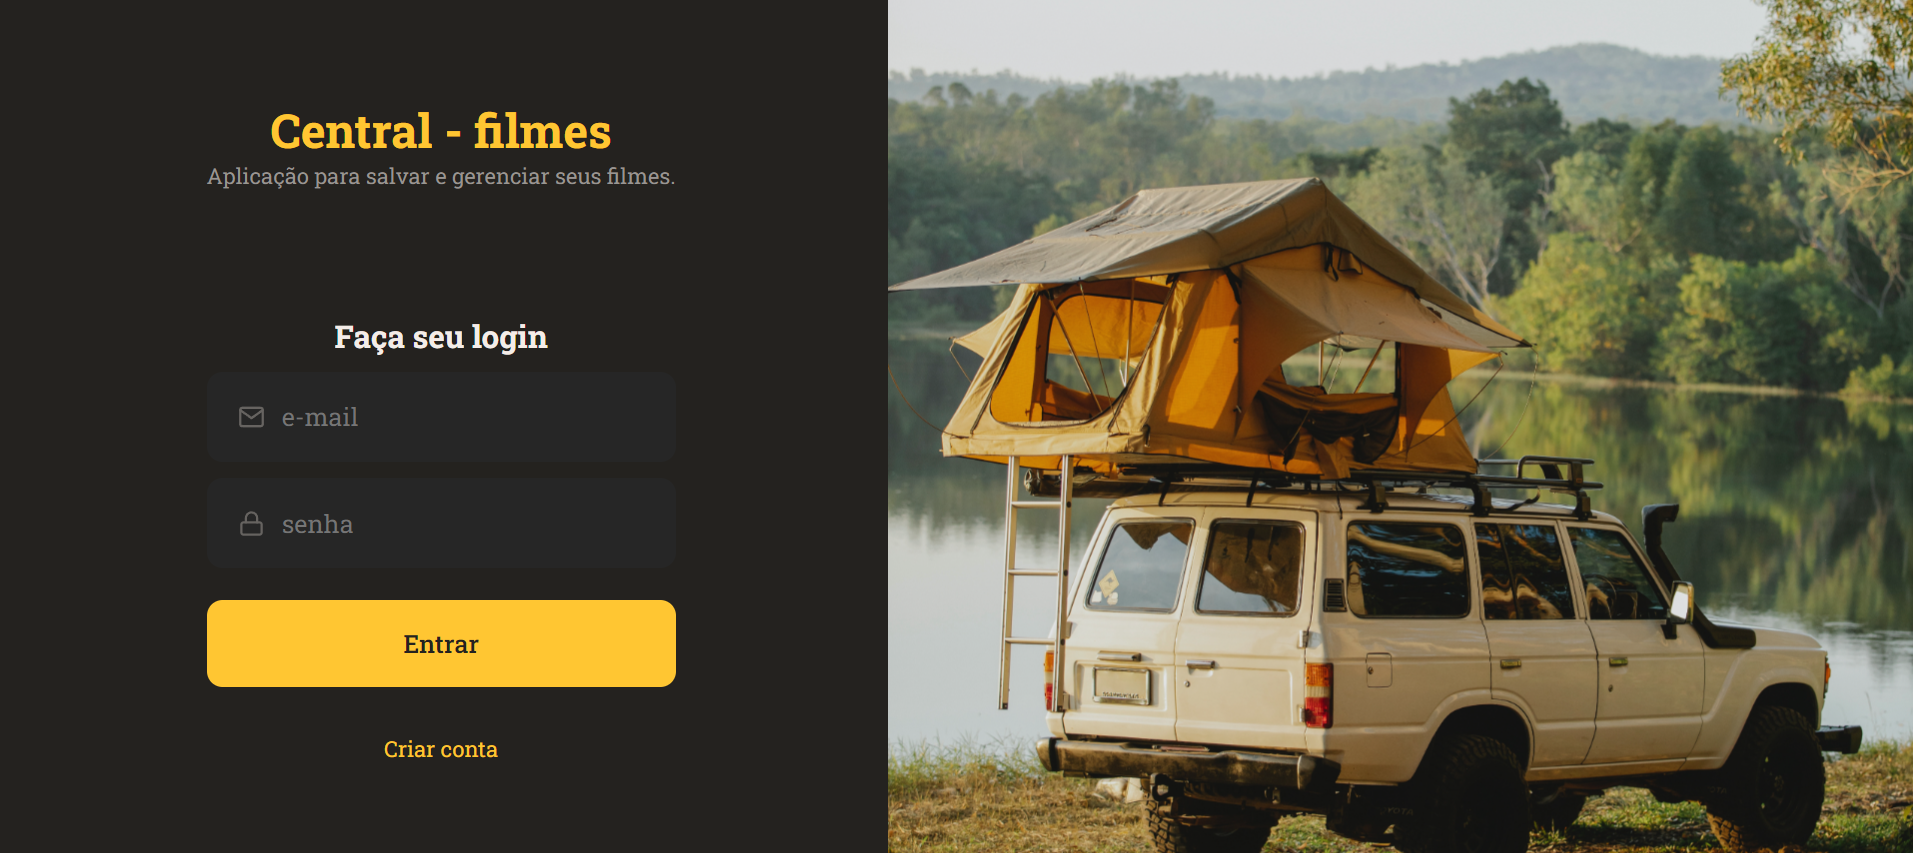 Central - filmes
Aplicação para salvar e gerenciar seus filmes.
Faça seu login
e-mail
senha
Entrar
Criar conta